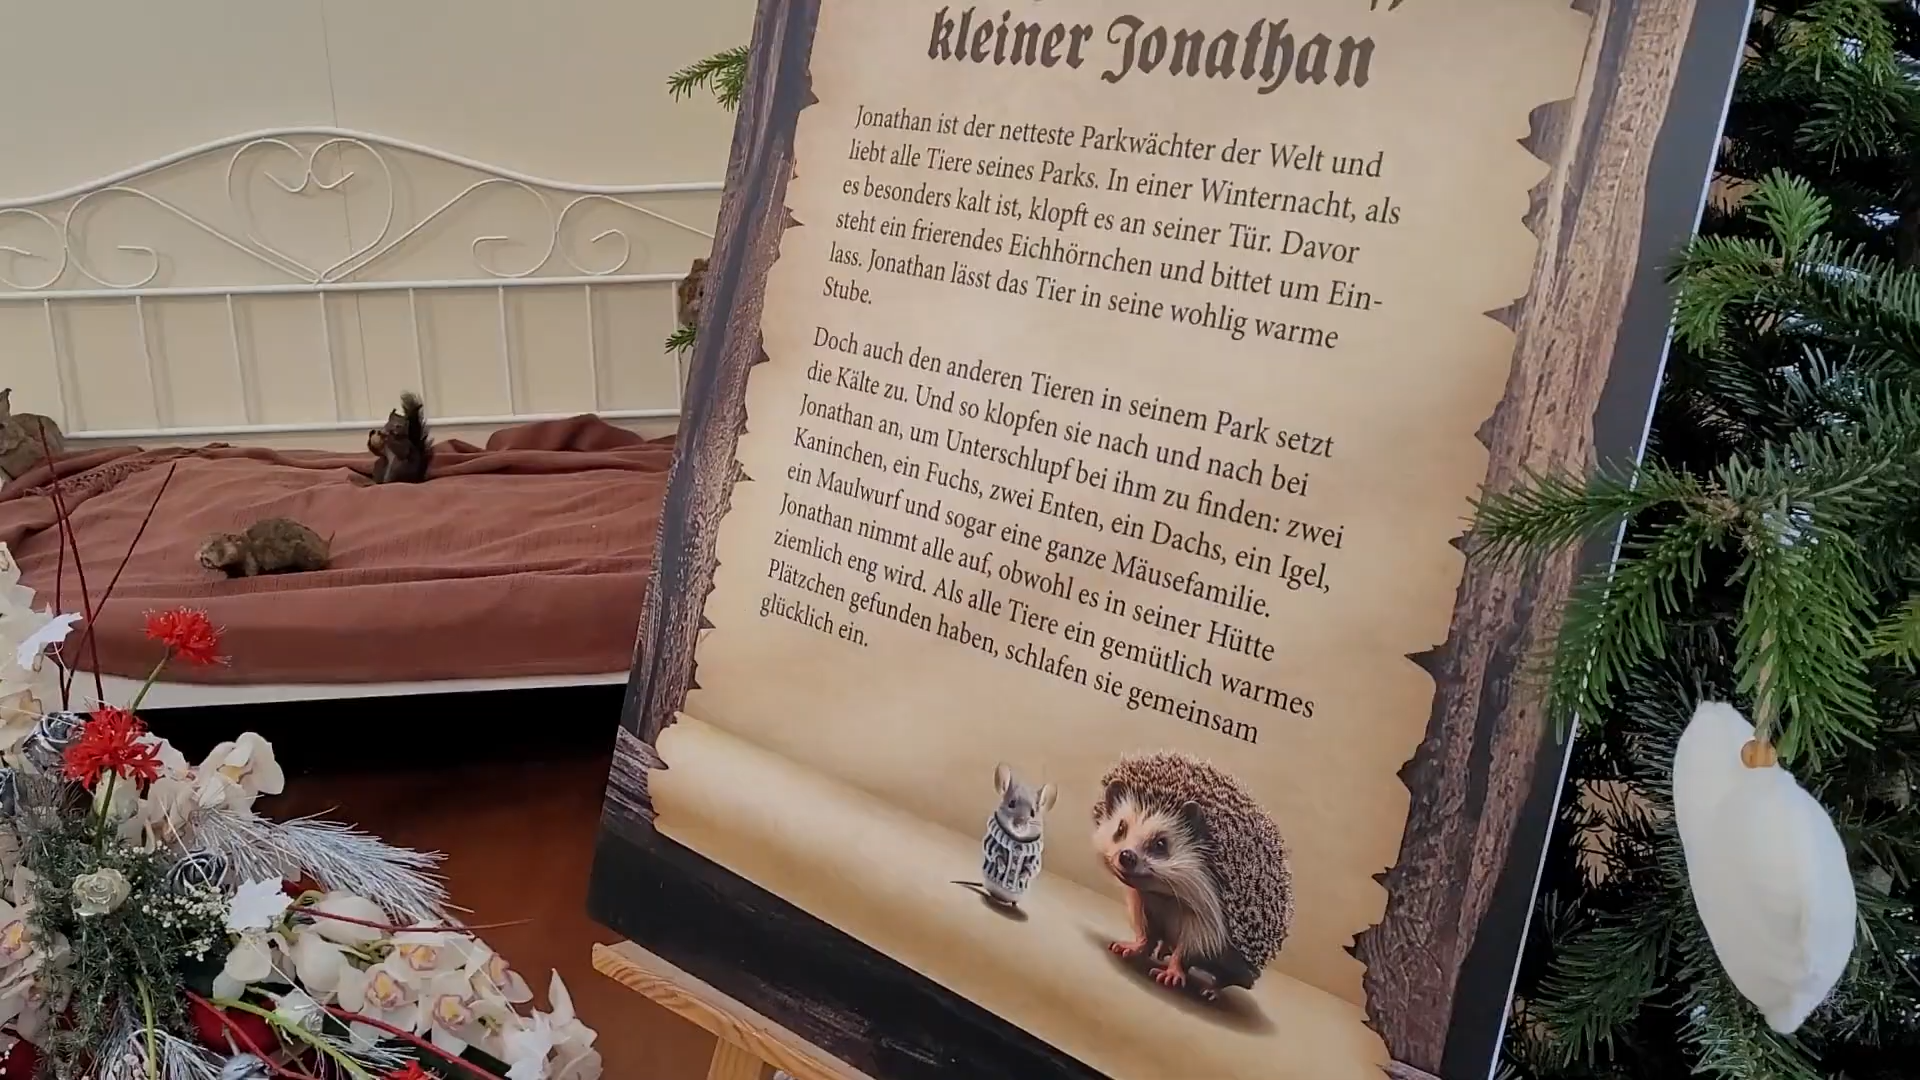 kleiner Jonathan
Jonathan ist der netteste Parkwächter der Welt und
liebt alle Tiere seines Parks. In einer Winternacht, als
es besonders kalt ist, klopft es an seiner Tür. Davor
steht ein frierendes Eichhörnchen und bittet um Ein-
lass. Jonathan lässt das Tier in seine wohlig warme
Stube.
Doch auch den anderen Tieren in seinem Park setzt
die Kälte zu. Und so klopfen sie nach und nach bei
Jonathan an, um Unterschlupf bei ihm zu finden: zwei
Kaninchen, ein Fuchs, zwei Enten, ein Dachs, ein Igel,
ein Maulwurf und sogar eine ganze Mäusefamilie.
Jonathan nimmt alle auf, obwohl es in seiner Hütte
ziemlich eng wird. Als alle Tiere ein gemütlich warmes
Plätzchen gefunden haben, schlafen sie gemeinsam
glücklich ein.